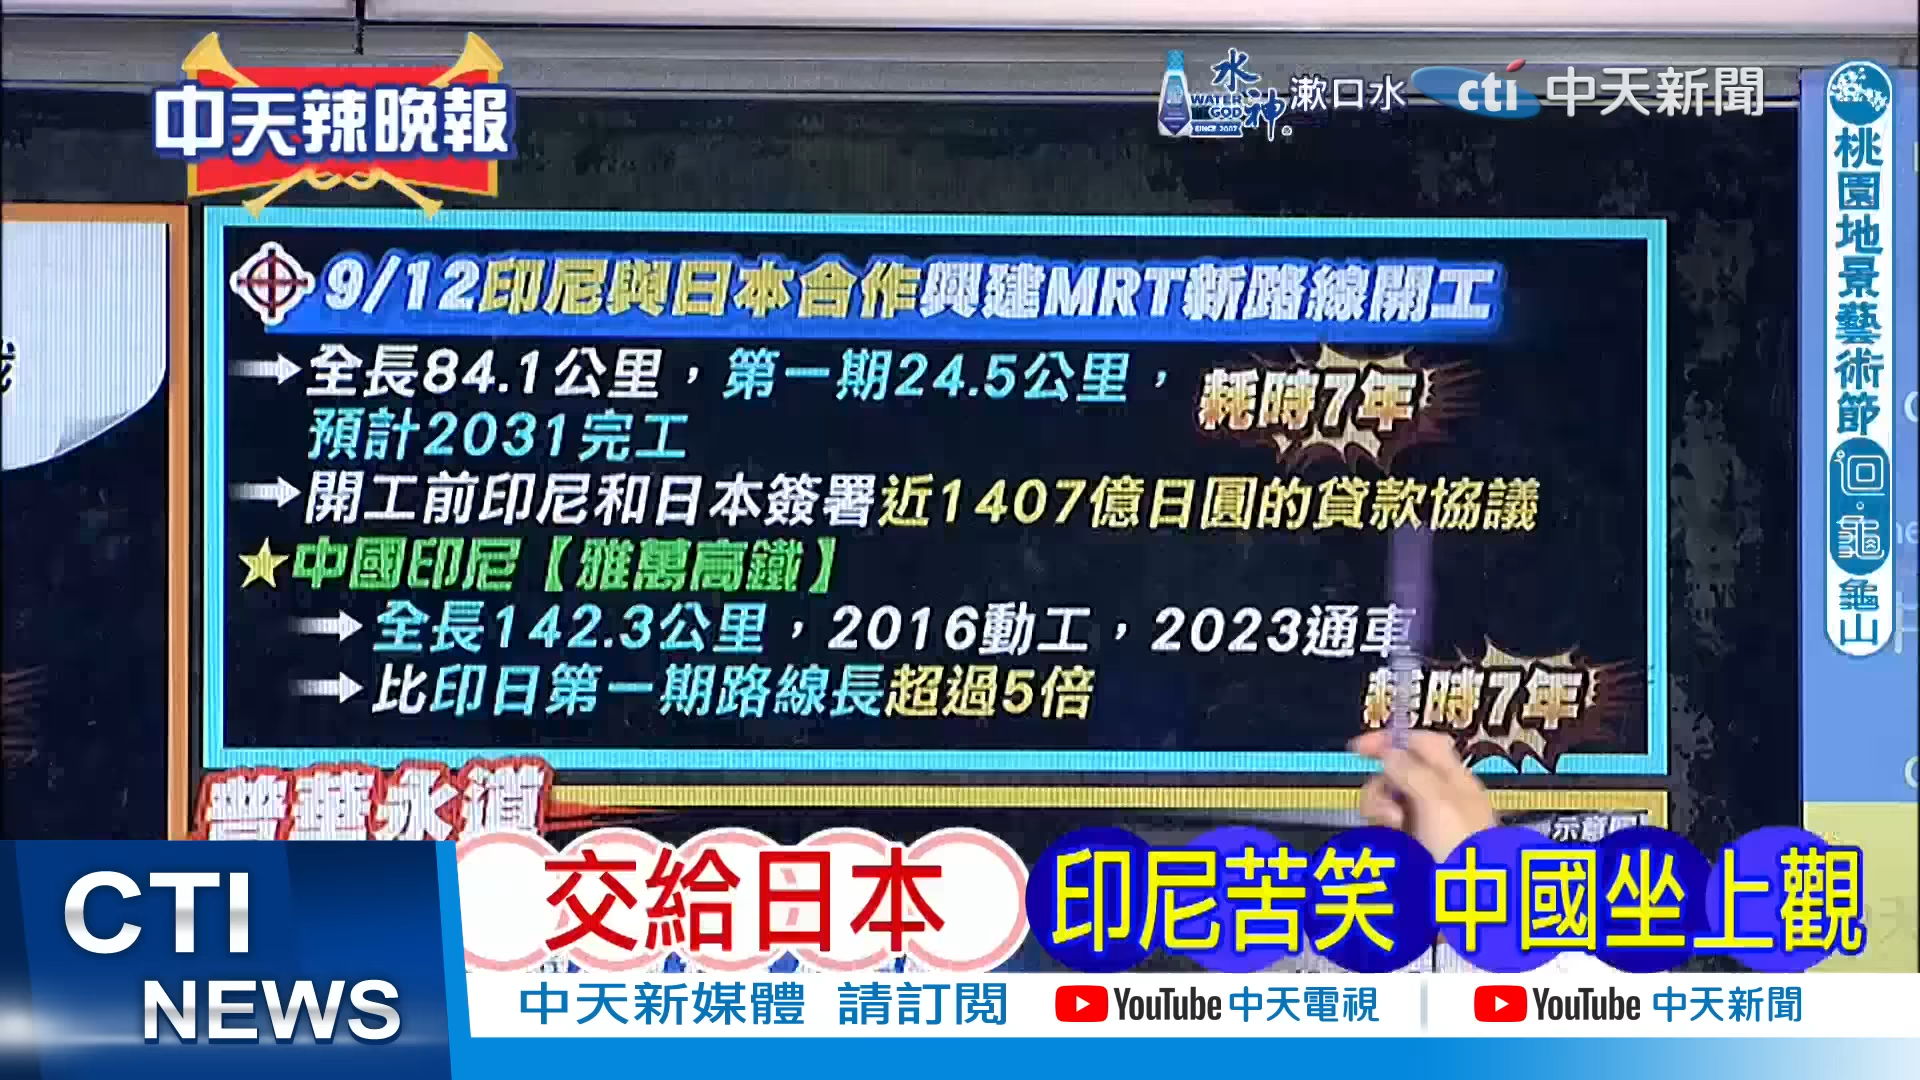 中天辣晚報
水神
WATER GOD
SINCE 2007
漱口水
cti 中天新聞
桃園地景藝術節
回·龜
龜山
9/12印尼與日本合作興建MRT新路線開工
全長84.1公里，第一期24.5公里，
預計2031完工
耗時7年
開工前印尼和日本簽署近1407億日圓的貸款協議
★中國印尼【雅萬高鐵】
全長142.3公里，2016動工，2023通車
比印日第一期路線長超過5倍
耗時7年
示意圖
交給日本 印尼苦笑 中國坐上觀
CTI
NEWS
中天新媒體 請訂閱 YouTube 中天電視 YouTube 中天新聞